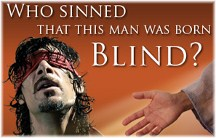 WHO SINNED
THAT THIS MAN WAS BORN
BLIND?